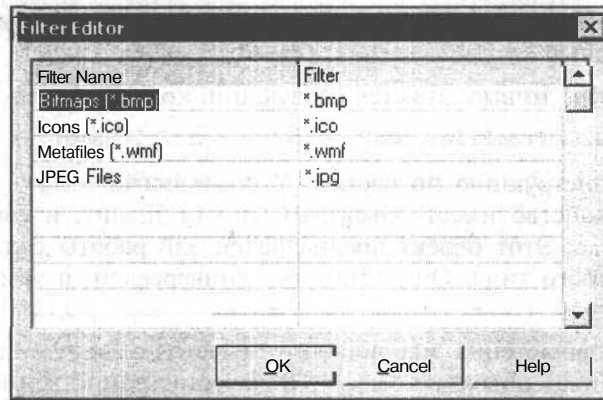 Filter Editor
Filter Name Filter
Bitmaps (*.bmp) *.bmp
Icons (*.ico) *.ico
Metafiles (*.wmf) *.wmf
JPEG Files *.jpg
OK Cancel Help